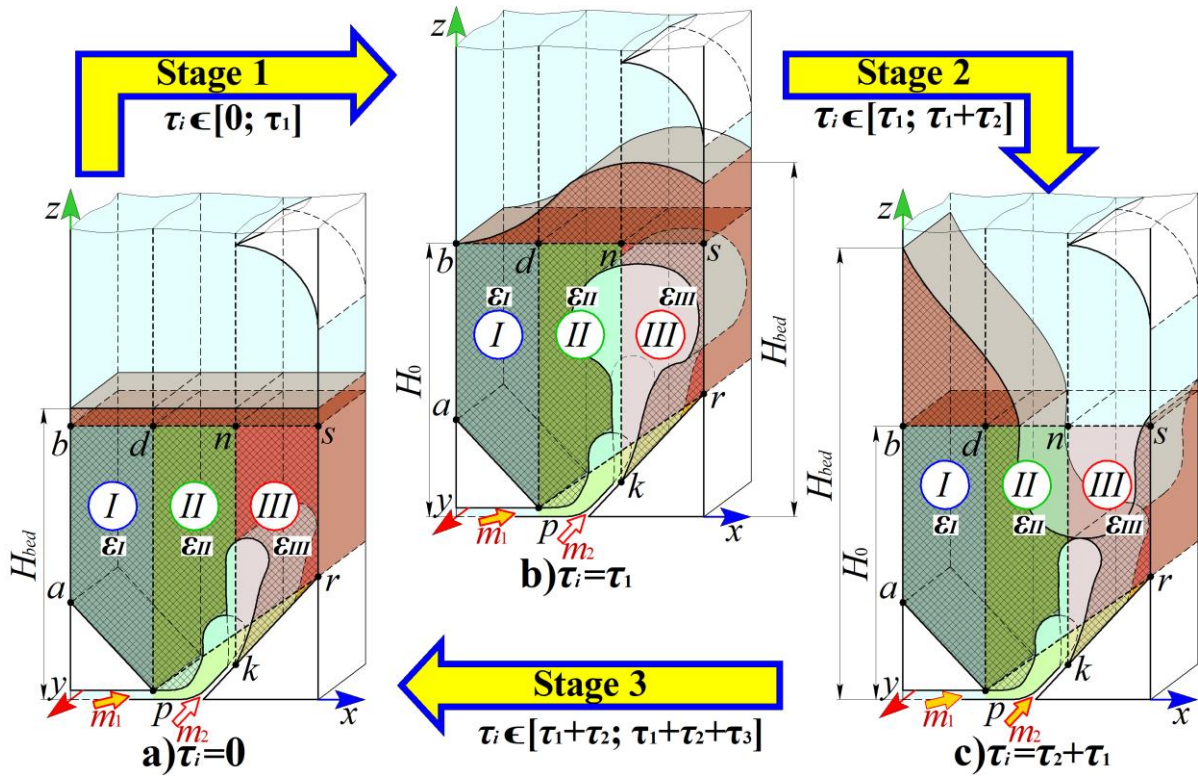 Stage 1
τi ϵ[0; τ1]
Stage 2
τi ϵ[τ1; τ1+τ2]
z
b
d
n
s
εI
εII
εIII
I
II
III
H0
Hbed
a
r
k
y
m1
p
m2
x
b)τi=τ1
z
b
d
n
s
I
II
III
εI
εII
εIII
Hbed
a
r
k
y
m1
p
m2
x
a)τi=0
z
b
d
n
s
I
II
III
εI
εII
εIII
Hbed
H0
a
r
k
y
m1
p
m2
x
c)τi=τ2+τ1
Stage 3
τi ϵ[τ1+τ2; τ1+τ2+τ3]